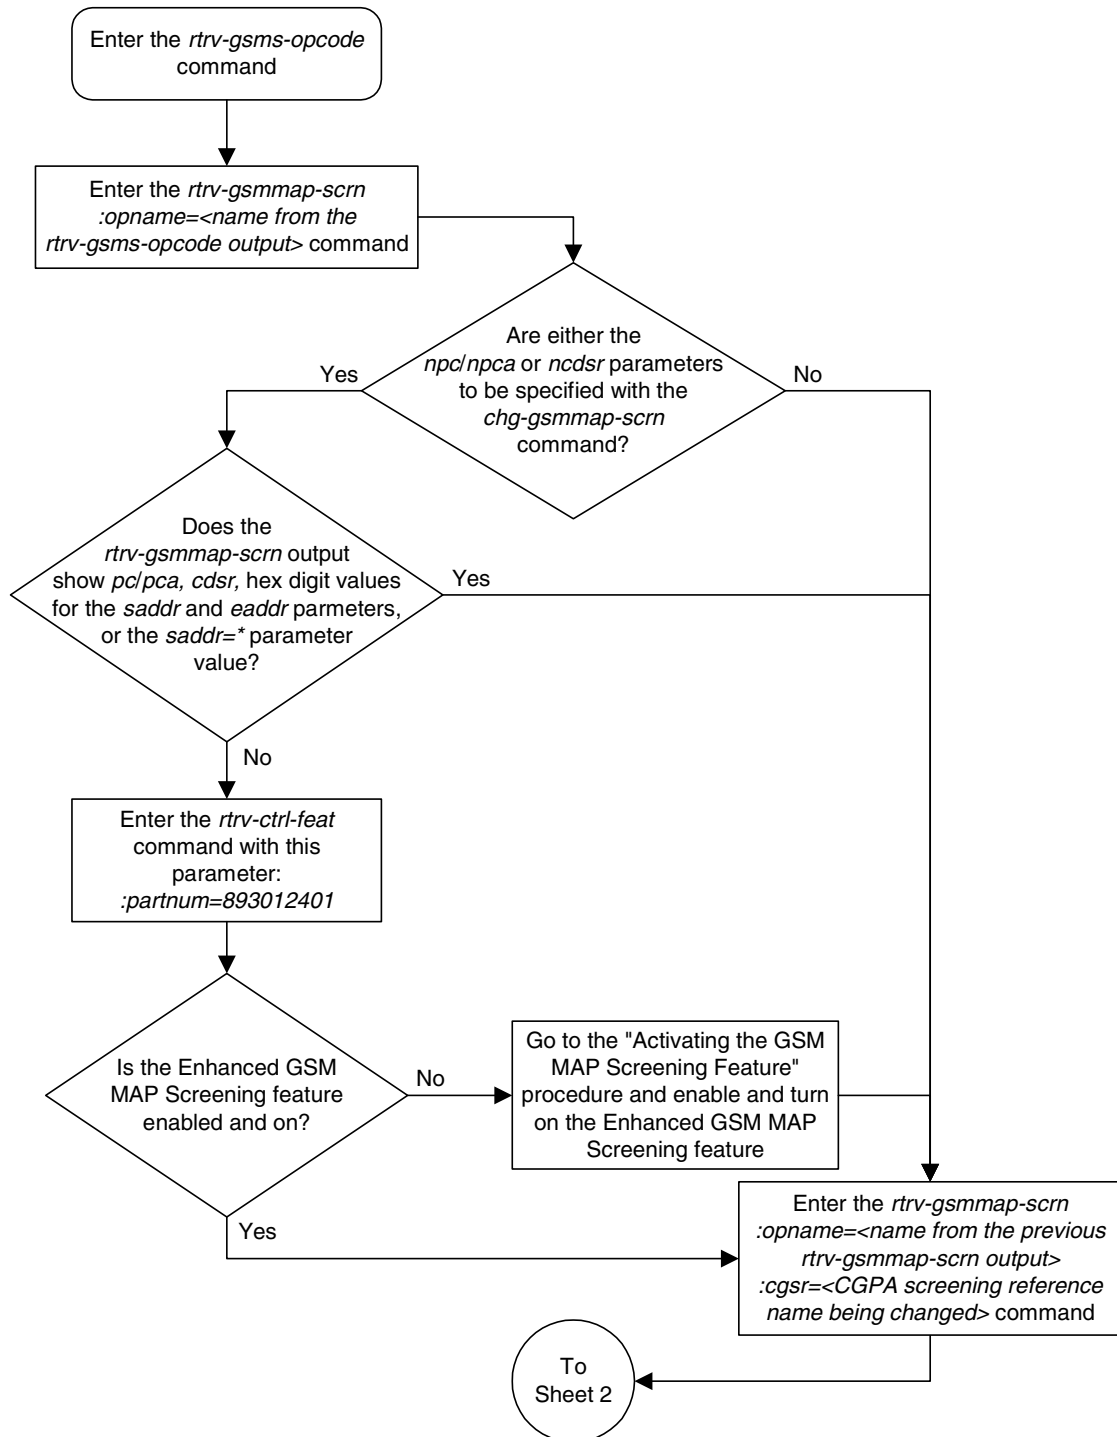 Enter the rtrv-gsms-opcode
command
Enter the rtrv-gsmmap-scrn
:opname=<name from the
rtrv-gsms-opcode output> command
Are either the
npc/npca or ncdsr parameters
to be specified with the
chg-gsmmap-scrn
command?
Yes
No
Does the
rtrv-gsmmap-scrn output
show pc/pca, cdsr, hex digit values
for the saddr and eaddr parmeters,
or the saddr=* parameter
value?
Yes
No
Enter the rtrv-ctrl-feat
command with this
parameter:
:partnum=893012401
Is the Enhanced GSM
MAP Screening feature
enabled and on?
No
Yes
Go to the "Activating the GSM
MAP Screening Feature"
procedure and enable and turn
on the Enhanced GSM MAP
Screening feature
Enter the rtrv-gsmmap-scrn
:opname=<name from the previous
rtrv-gsmmap-scrn output>
:cgsr=<CGPA screening reference
name being changed> command
To
Sheet 2